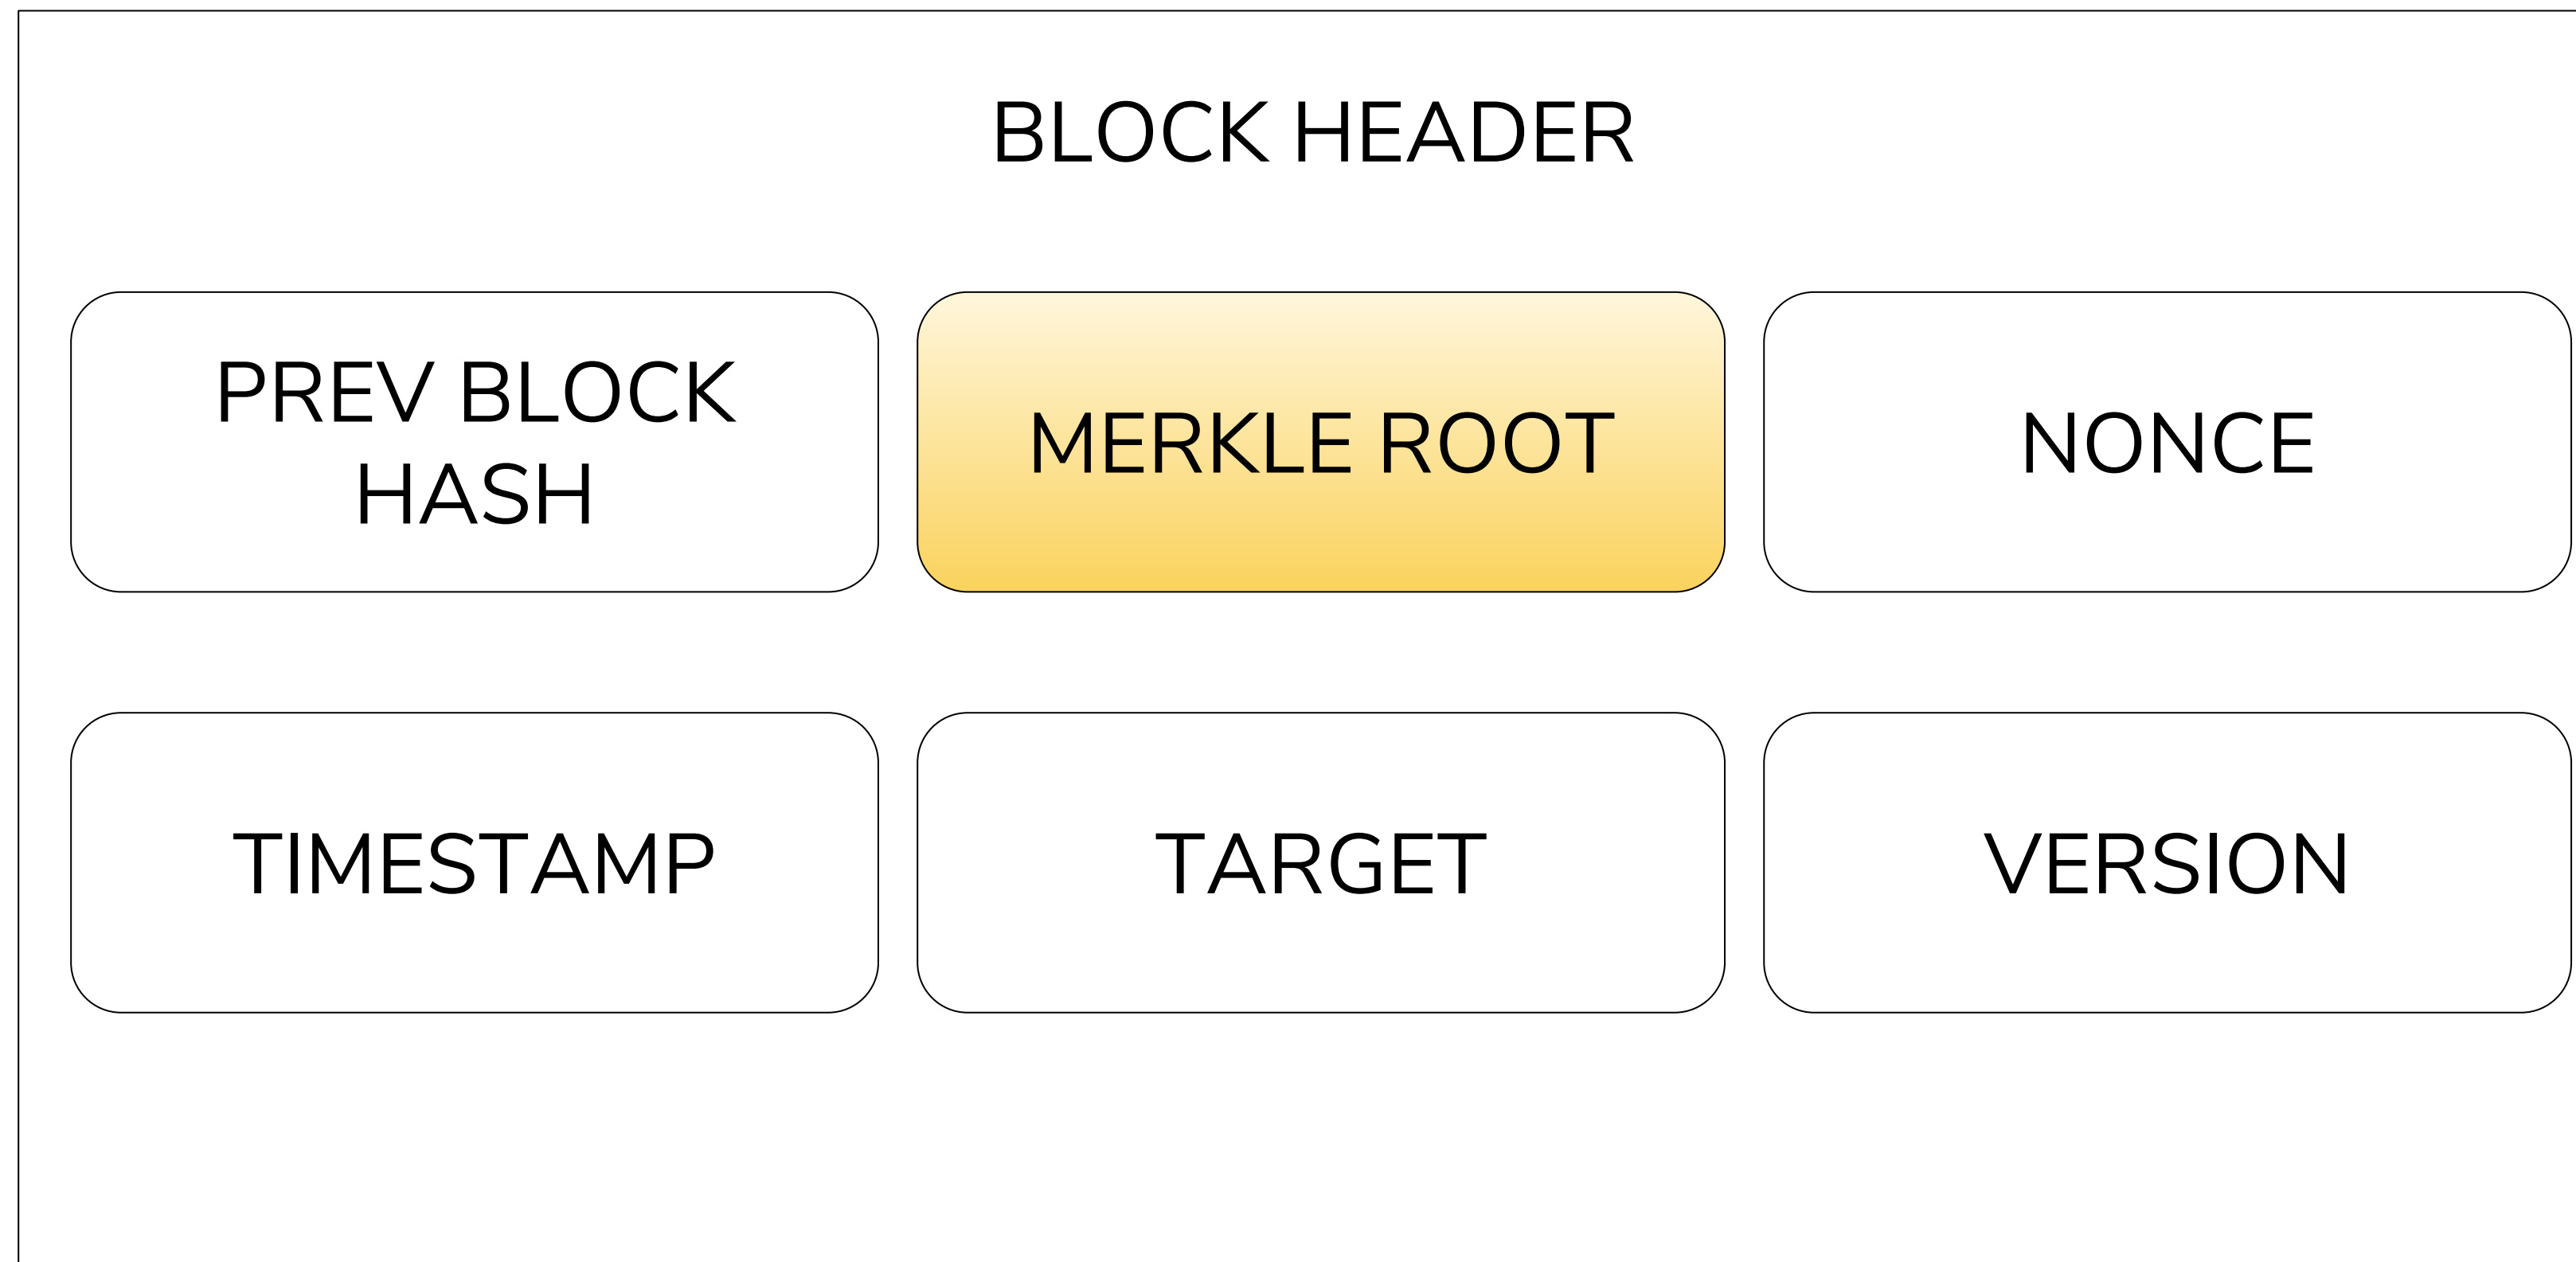 BLOCK HEADER
PREV BLOCK
HASH
MERKLE ROOT
NONCE
TIMESTAMP
TARGET
VERSION